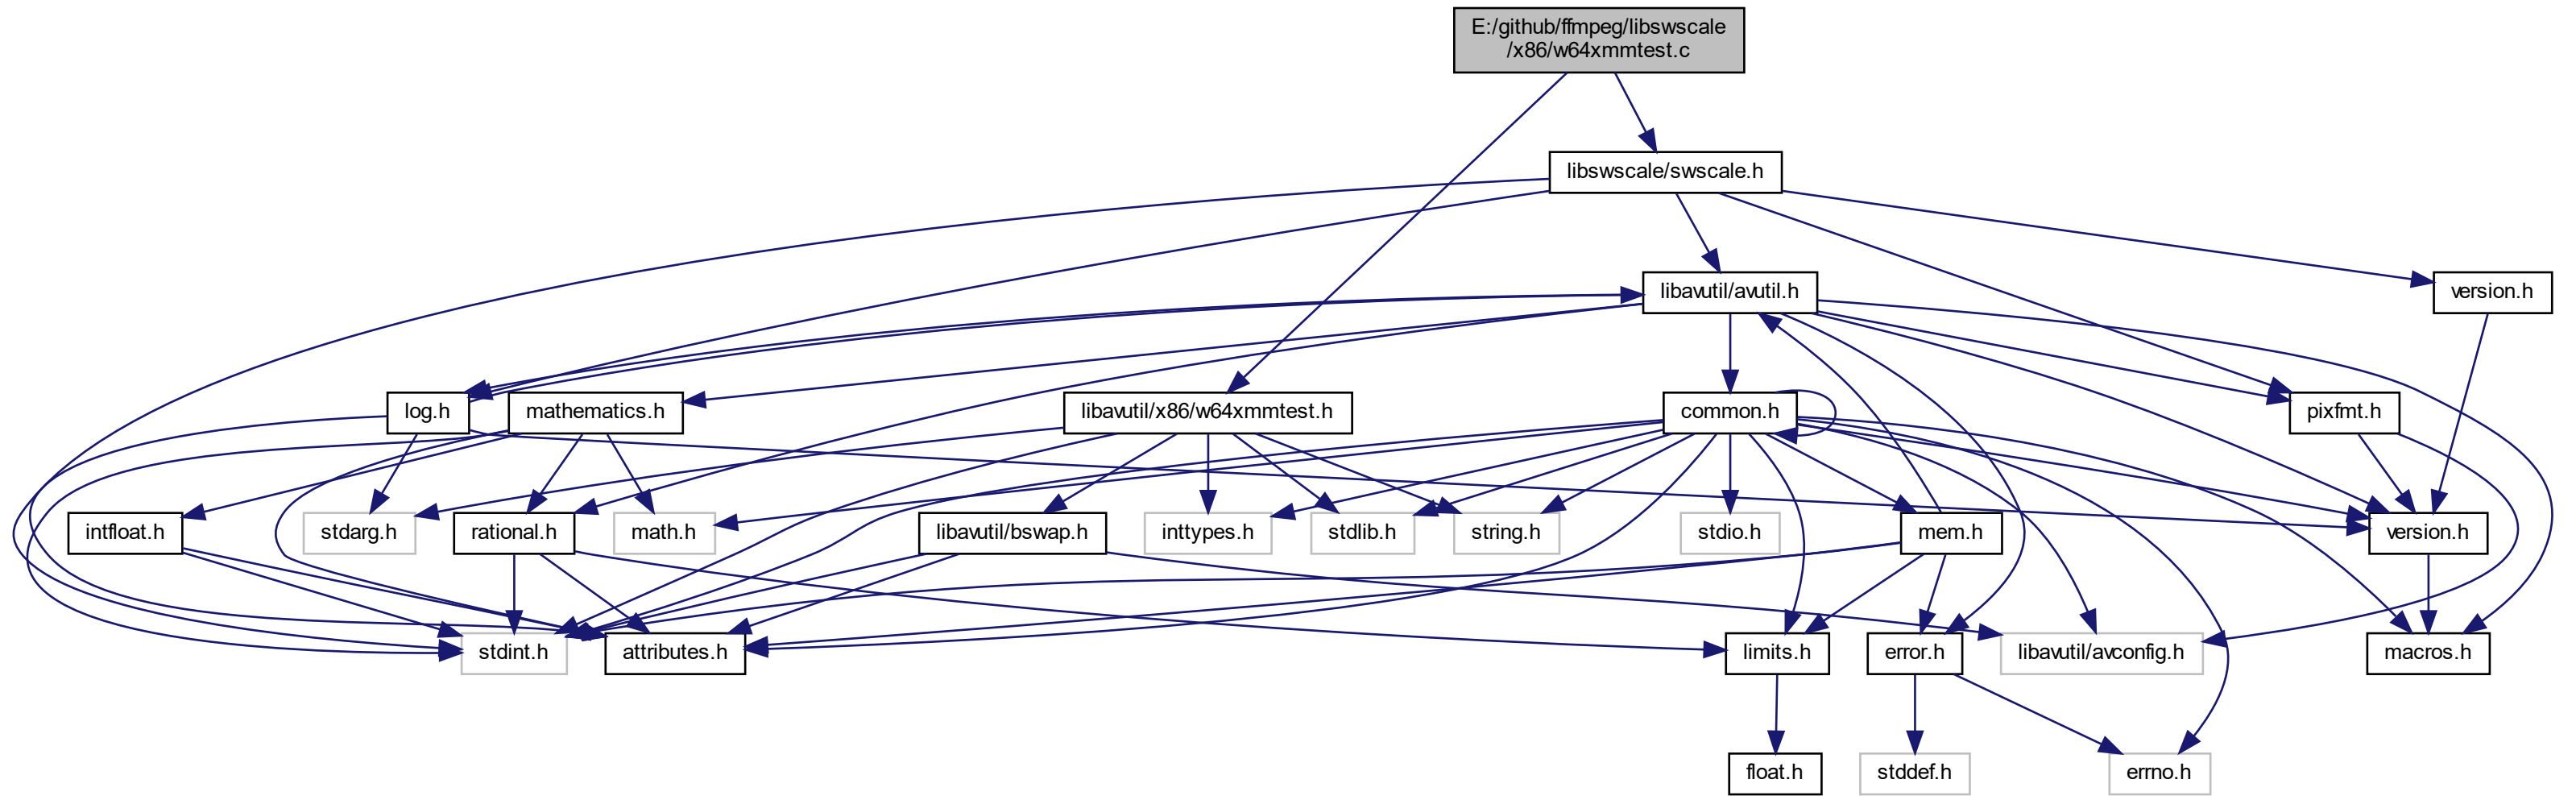 E:/github/ffmpeg/libswscale
/x86/w64xmmtest.c
libswscale/swscale.h
libavutil/avutil.h
version.h
log.h
mathematics.h
libavutil/x86/w64xmmtest.h
common.h
pixfmt.h
intfloat.h
stdarg.h
rational.h
math.h
libavutil/bswap.h
inttypes.h
stdlib.h
string.h
stdio.h
mem.h
version.h
stdint.h
attributes.h
limits.h
error.h
libavutil/avconfig.h
macros.h
float.h
stddef.h
errno.h